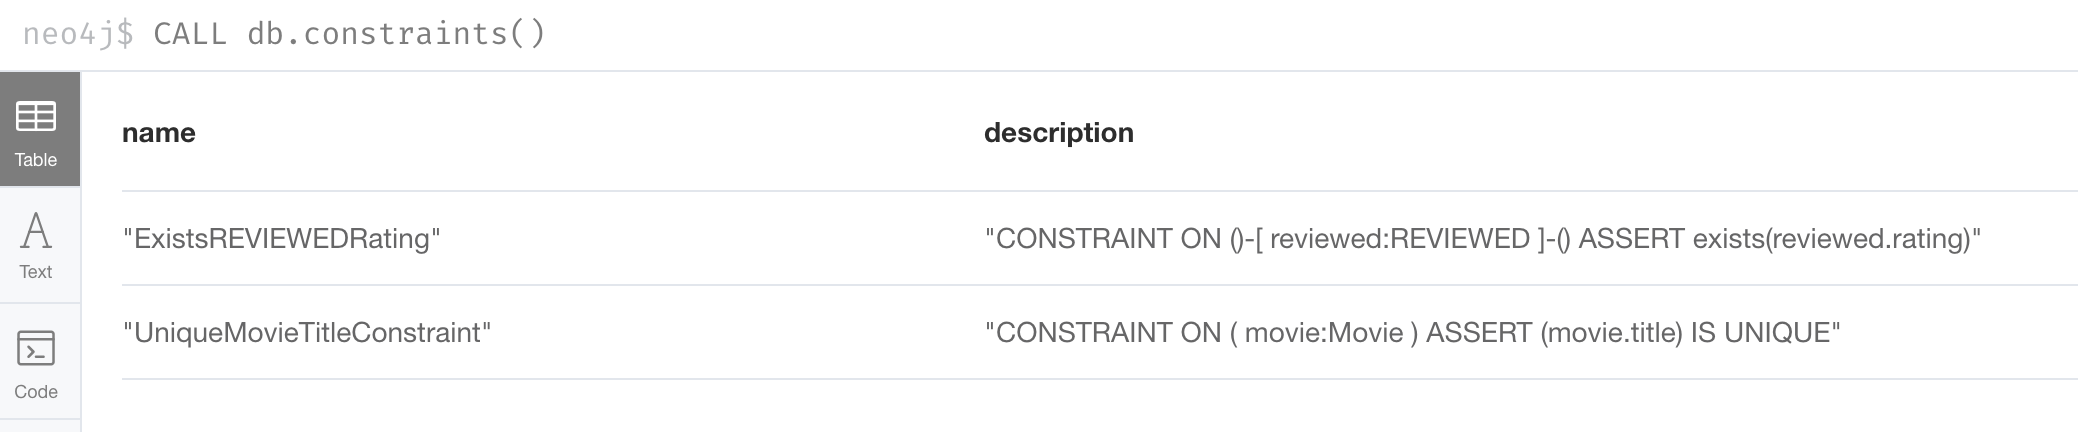 neo4j$ CALL db.constraints()
Table
name description
"ExistsREVIEWEDRating" "CONSTRAINT ON ()-[ reviewed:REVIEWED ]-() ASSERT exists(reviewed.rating)"
Text
"UniqueMovieTitleConstraint" "CONSTRAINT ON ( movie:Movie ) ASSERT (movie.title) IS UNIQUE"
Code